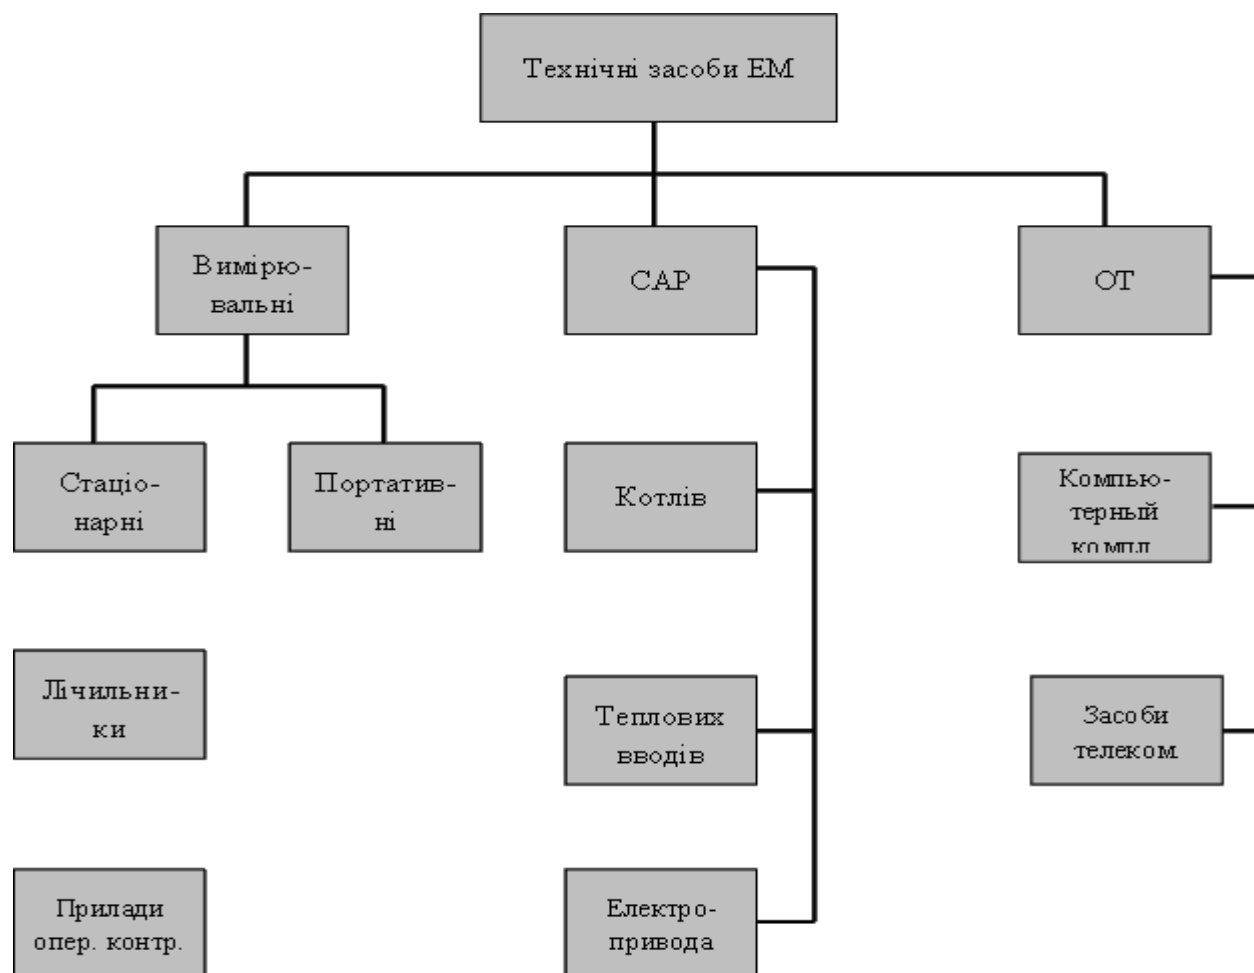 Технічні засоби ЕМ
Вимірю-
вальні
САР
ОТ
Стаціо-
нарні
Портатив-
ні
Котлів
Компью-
терный
компл
Лічильни-
ки
Теплових
вводів
Засоби
телеком.
Прилади
опер. контр.
Електро-
привода